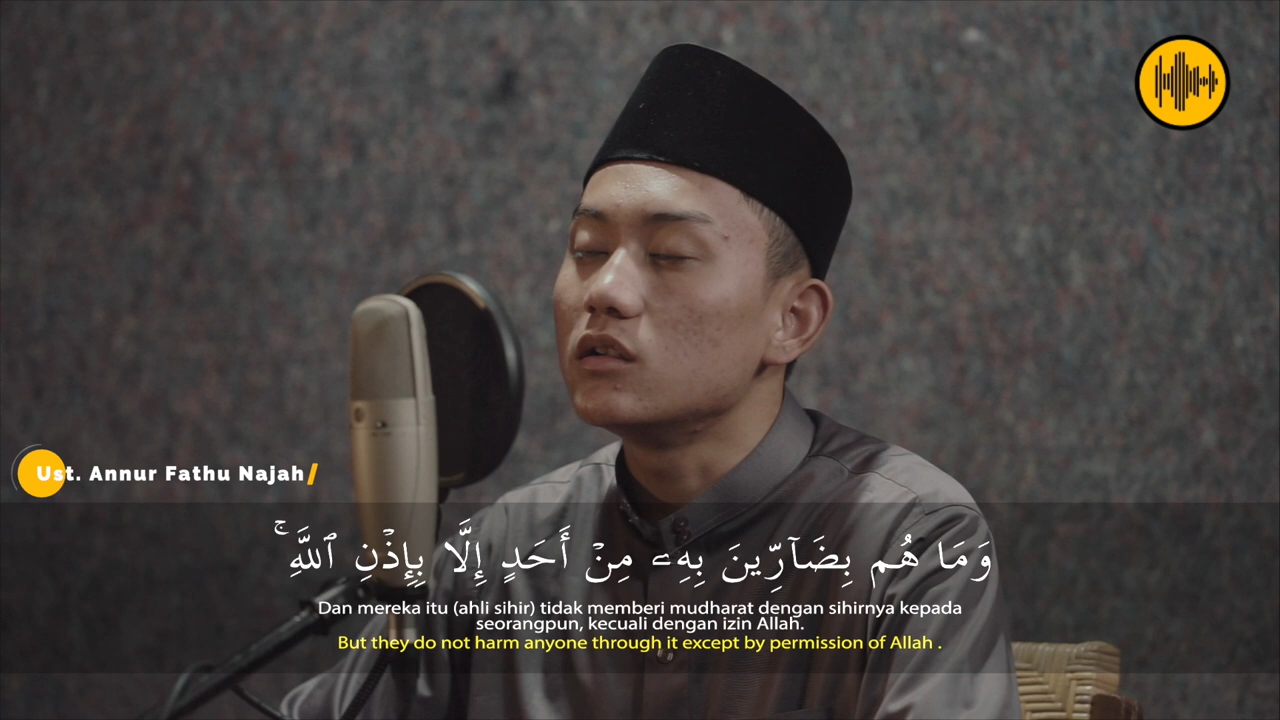 Ust. Annur Fathu Najah
وَمَا هُم بِضَآرِّينَ بِهِۦ مِنْ أَحَدٍ إِلَّا بِإِذْنِ ٱللَّهِ ۚ
Dan mereka itu (ahli sihir) tidak memberi mudharat dengan sihirnya kepada
seorangpun, kecuali dengan izin Allah.
But they do not harm anyone through it except by permission of Allah .